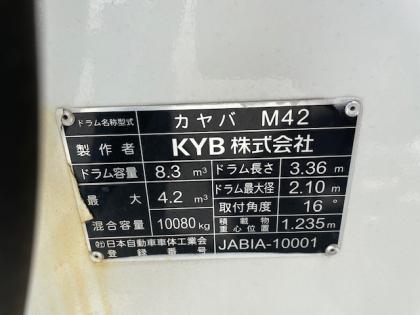 ドラム名称型式 カヤバ M42
製作者 KYB株式会社
ドラム容量 8.3 m³ ドラム長さ 3.36 m
最大 4.2 m³ ドラム最大径 2.10 m
混合容量 10080 kg 取付角度 16°
積載物重心位置 1.235 m
(社)日本自動車車体工業会
登録番号 JABIA-10001